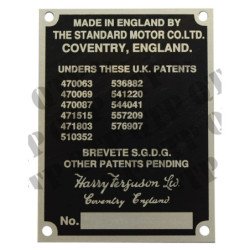 MADE IN ENGLAND BY
THE STANDARD MOTOR CO.LTD.
COVENTRY, ENGLAND.
UNDERS THESE U.K. PATENTS
470063 536882
470069 541220
470087 544041
471515 557209
471803 576907
510352
BREVETE S.G.D.G.
OTHER PATENTS PENDING
Harry Ferguson Ltd.
Coventry England
No.